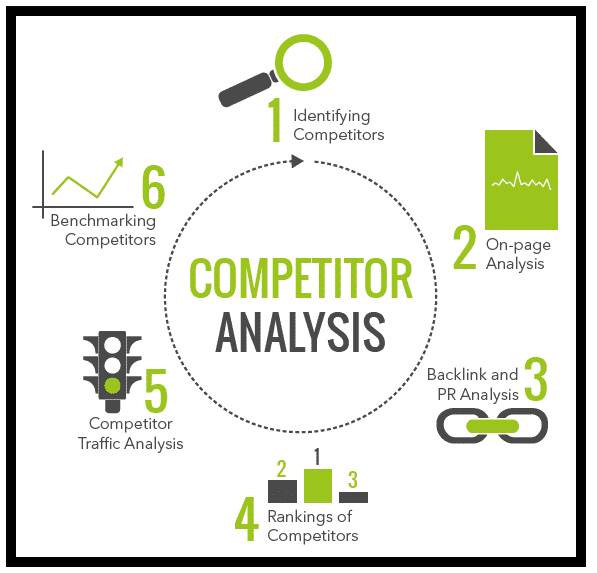 1
Identifying
Competitors
2
On-page
Analysis
3
Backlink and
PR Analysis
4
2
1
3
Rankings of
Competitors
5
Competitor
Traffic Analysis
6
Benchmarking
Competitors
COMPETITOR
ANALYSIS